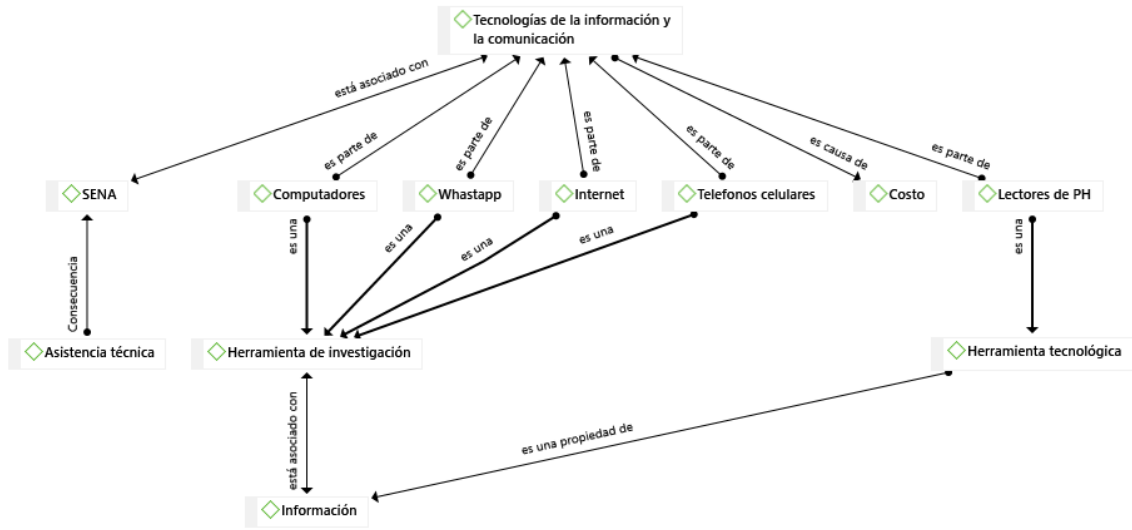 Tecnologías de la información y
la comunicación
está asociado con
es parte de
es parte de
es parte de
es parte de
es causa de
es parte de
SENA
Computadores
Whastapp
Internet
Telefonos celulares
Costo
Lectores de PH
Consecuencia
es una
es una
es una
es una
es una
Asistencia técnica
Herramienta de investigación
Herramienta tecnológica
está asociado con
es una propiedad de
Información